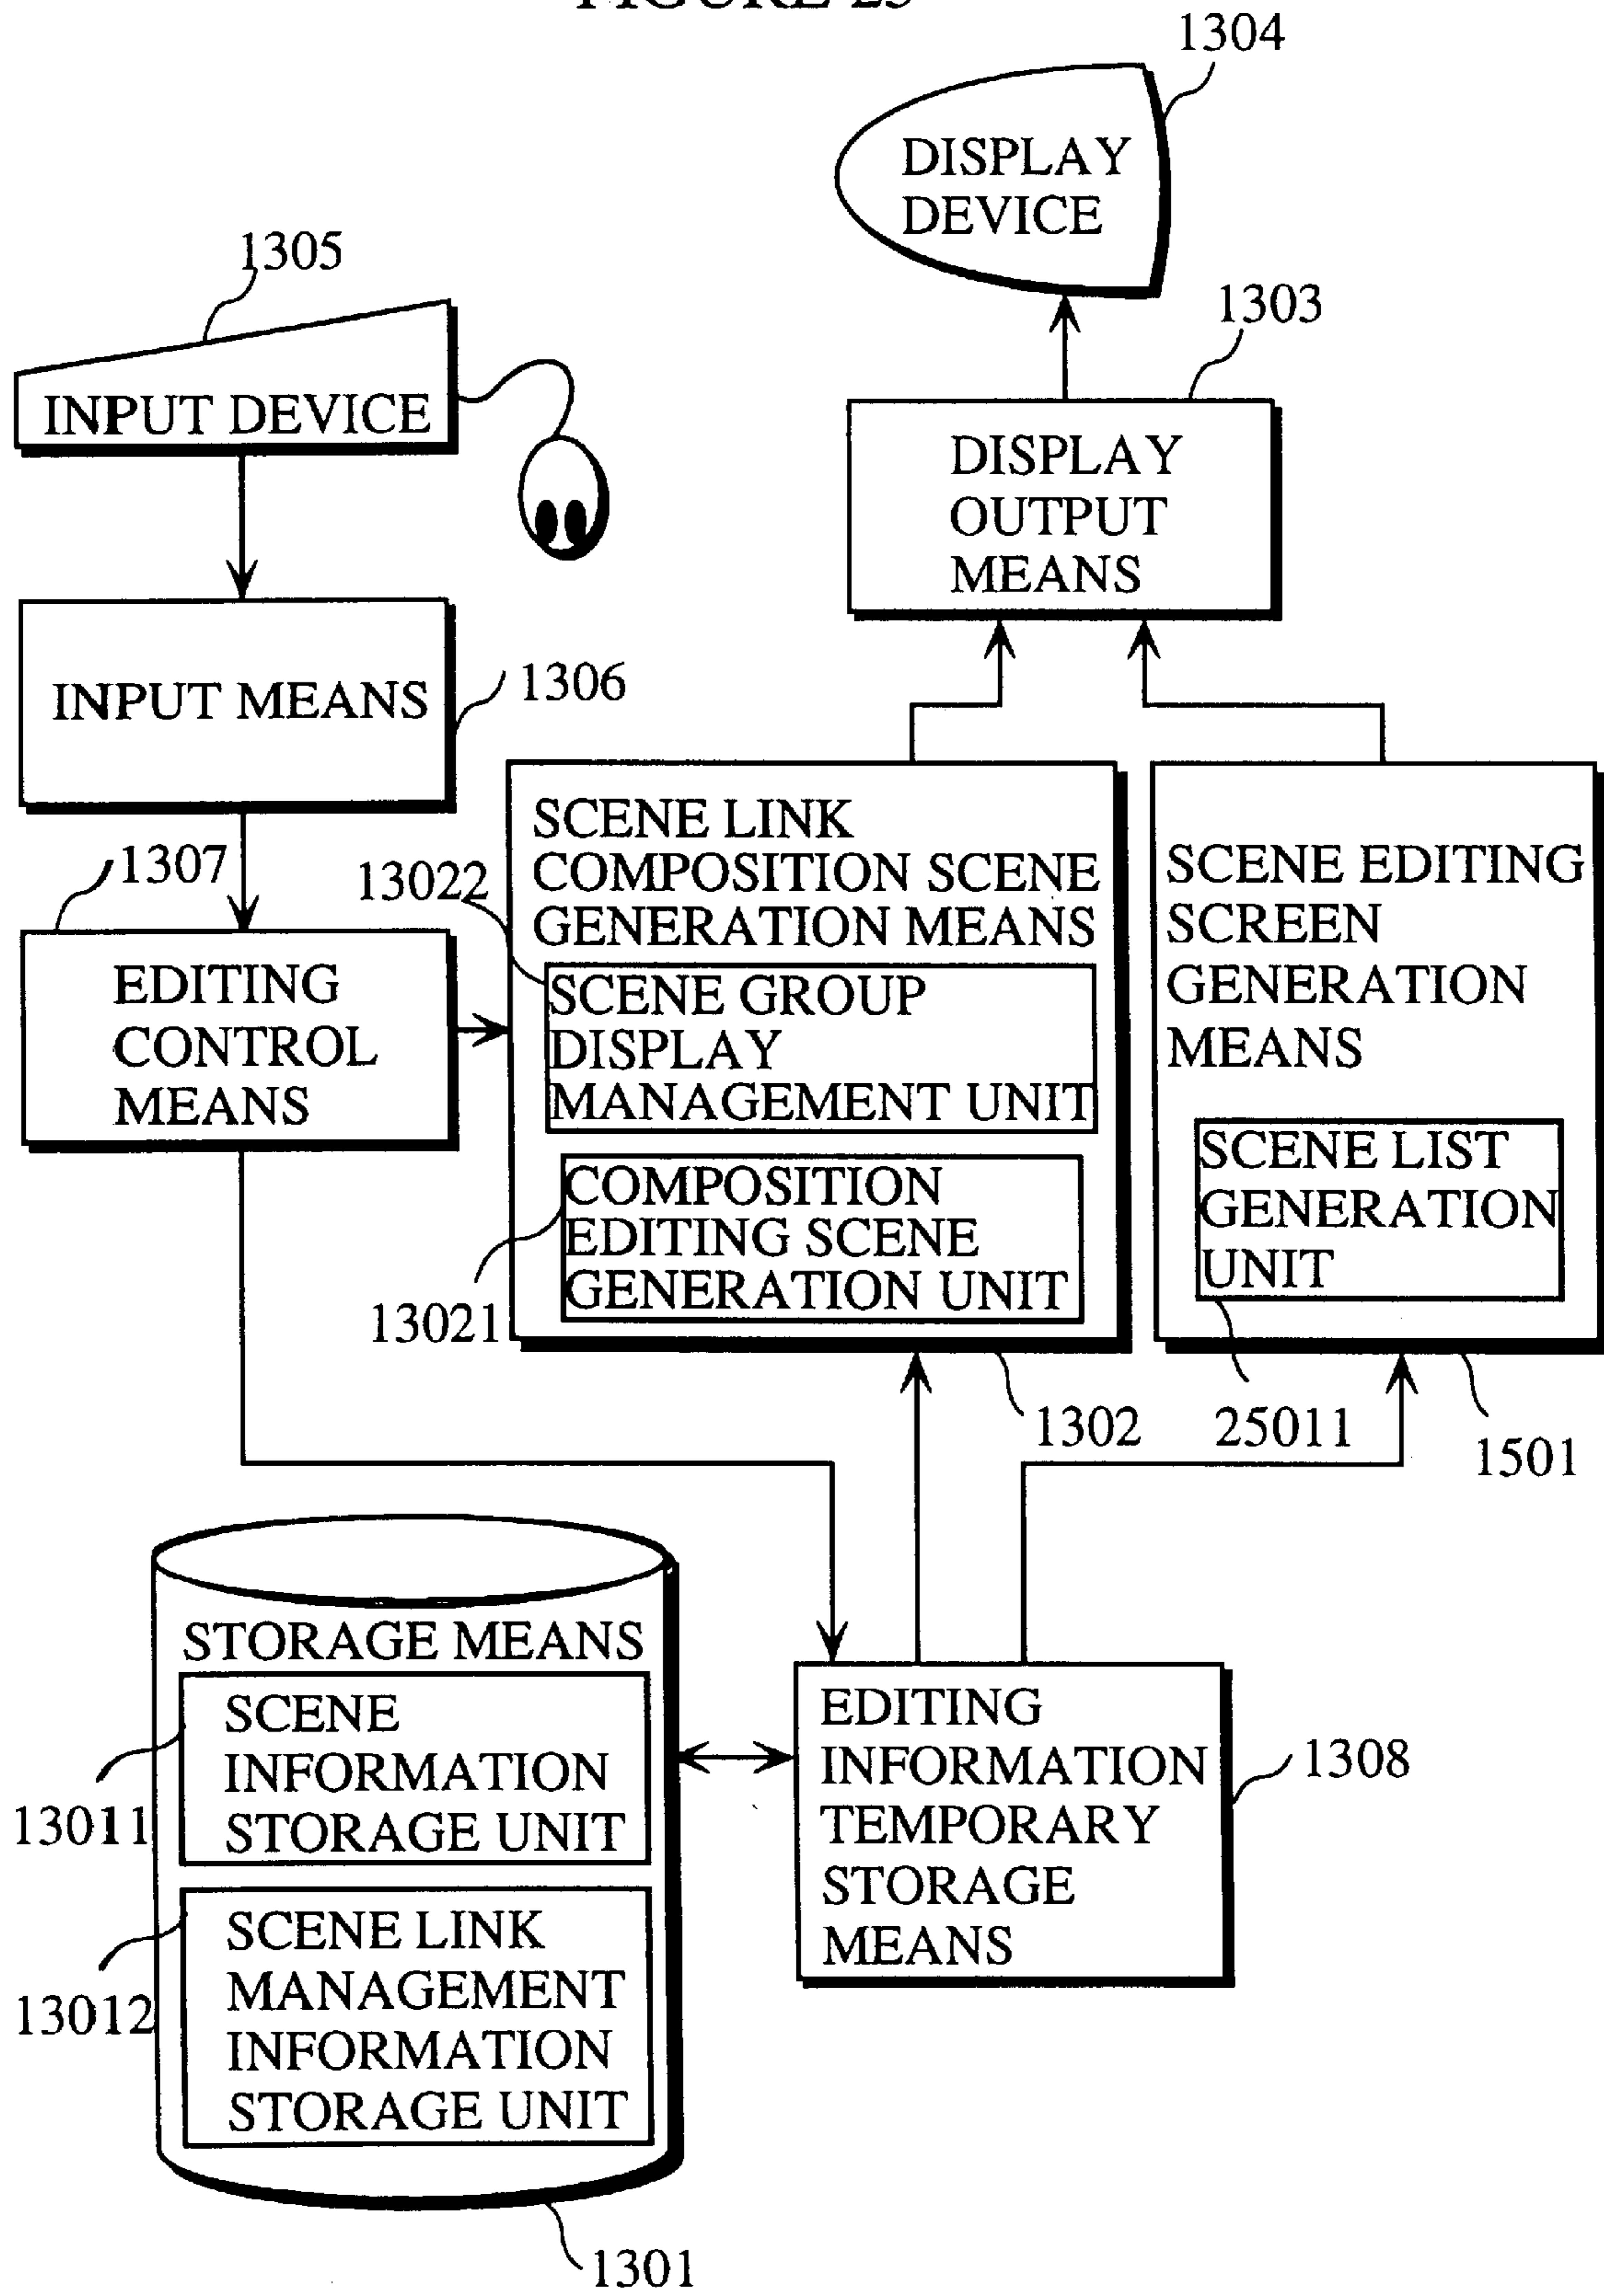 FIGURE 25
1304
DISPLAY
DEVICE
1305
1303
INPUT DEVICE
DISPLAY
OUTPUT
MEANS
INPUT MEANS
1306
1307
13022
SCENE LINK
COMPOSITION SCENE
GENERATION MEANS
SCENE EDITING
SCREEN
GENERATION
MEANS
EDITING
CONTROL
MEANS
SCENE GROUP
DISPLAY
MANAGEMENT UNIT
SCENE LIST
GENERATION
UNIT
COMPOSITION
EDITING SCENE
GENERATION UNIT
13021
1302
25011
1501
STORAGE MEANS
SCENE
INFORMATION
STORAGE UNIT
13011
EDITING
INFORMATION
TEMPORARY
STORAGE
MEANS
1308
SCENE LINK
MANAGEMENT
INFORMATION
STORAGE UNIT
13012
1301